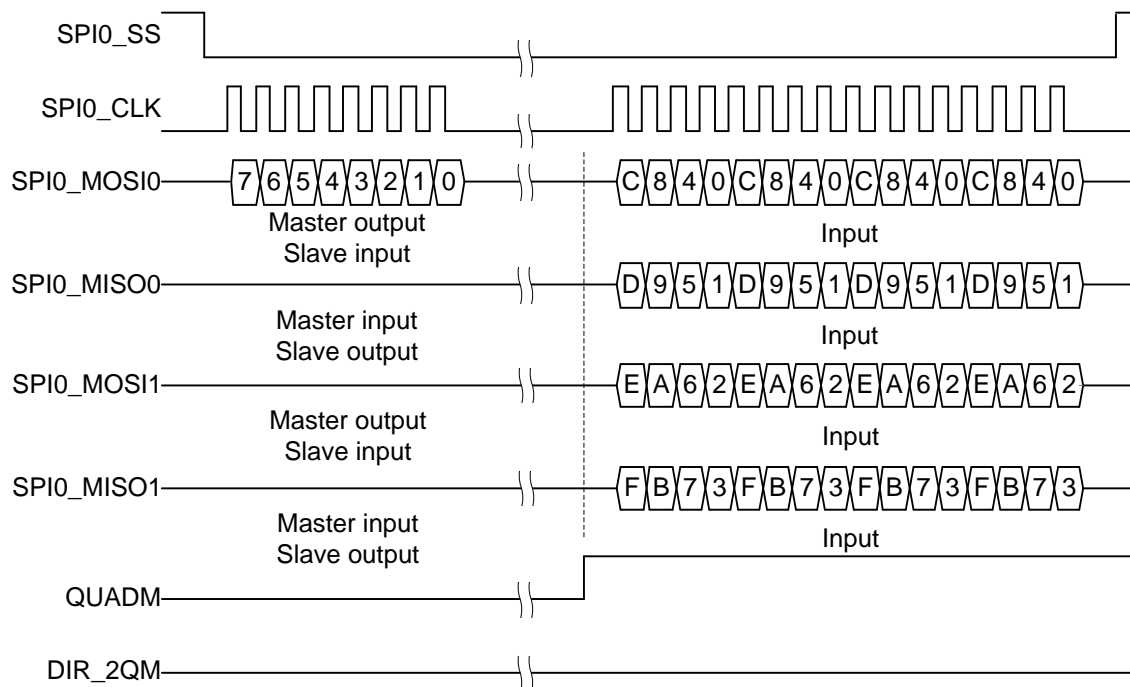 SPI0_SS
SPI0_CLK
SPI0_MOSI0 7 6 5 4 3 2 1 0 C 8 4 0 C 8 4 0 C 8 4 0 C 8 4 0
Master output
Slave input
Input
SPI0_MISO0 D 9 5 1 D 9 5 1 D 9 5 1 D 9 5 1
Master input
Slave output
Input
SPI0_MOSI1 E A 6 2 E A 6 2 E A 6 2 E A 6 2
Master output
Slave input
Input
SPI0_MISO1 F B 7 3 F B 7 3 F B 7 3 F B 7 3
Master input
Slave output
Input
QUADM
DIR_2QM